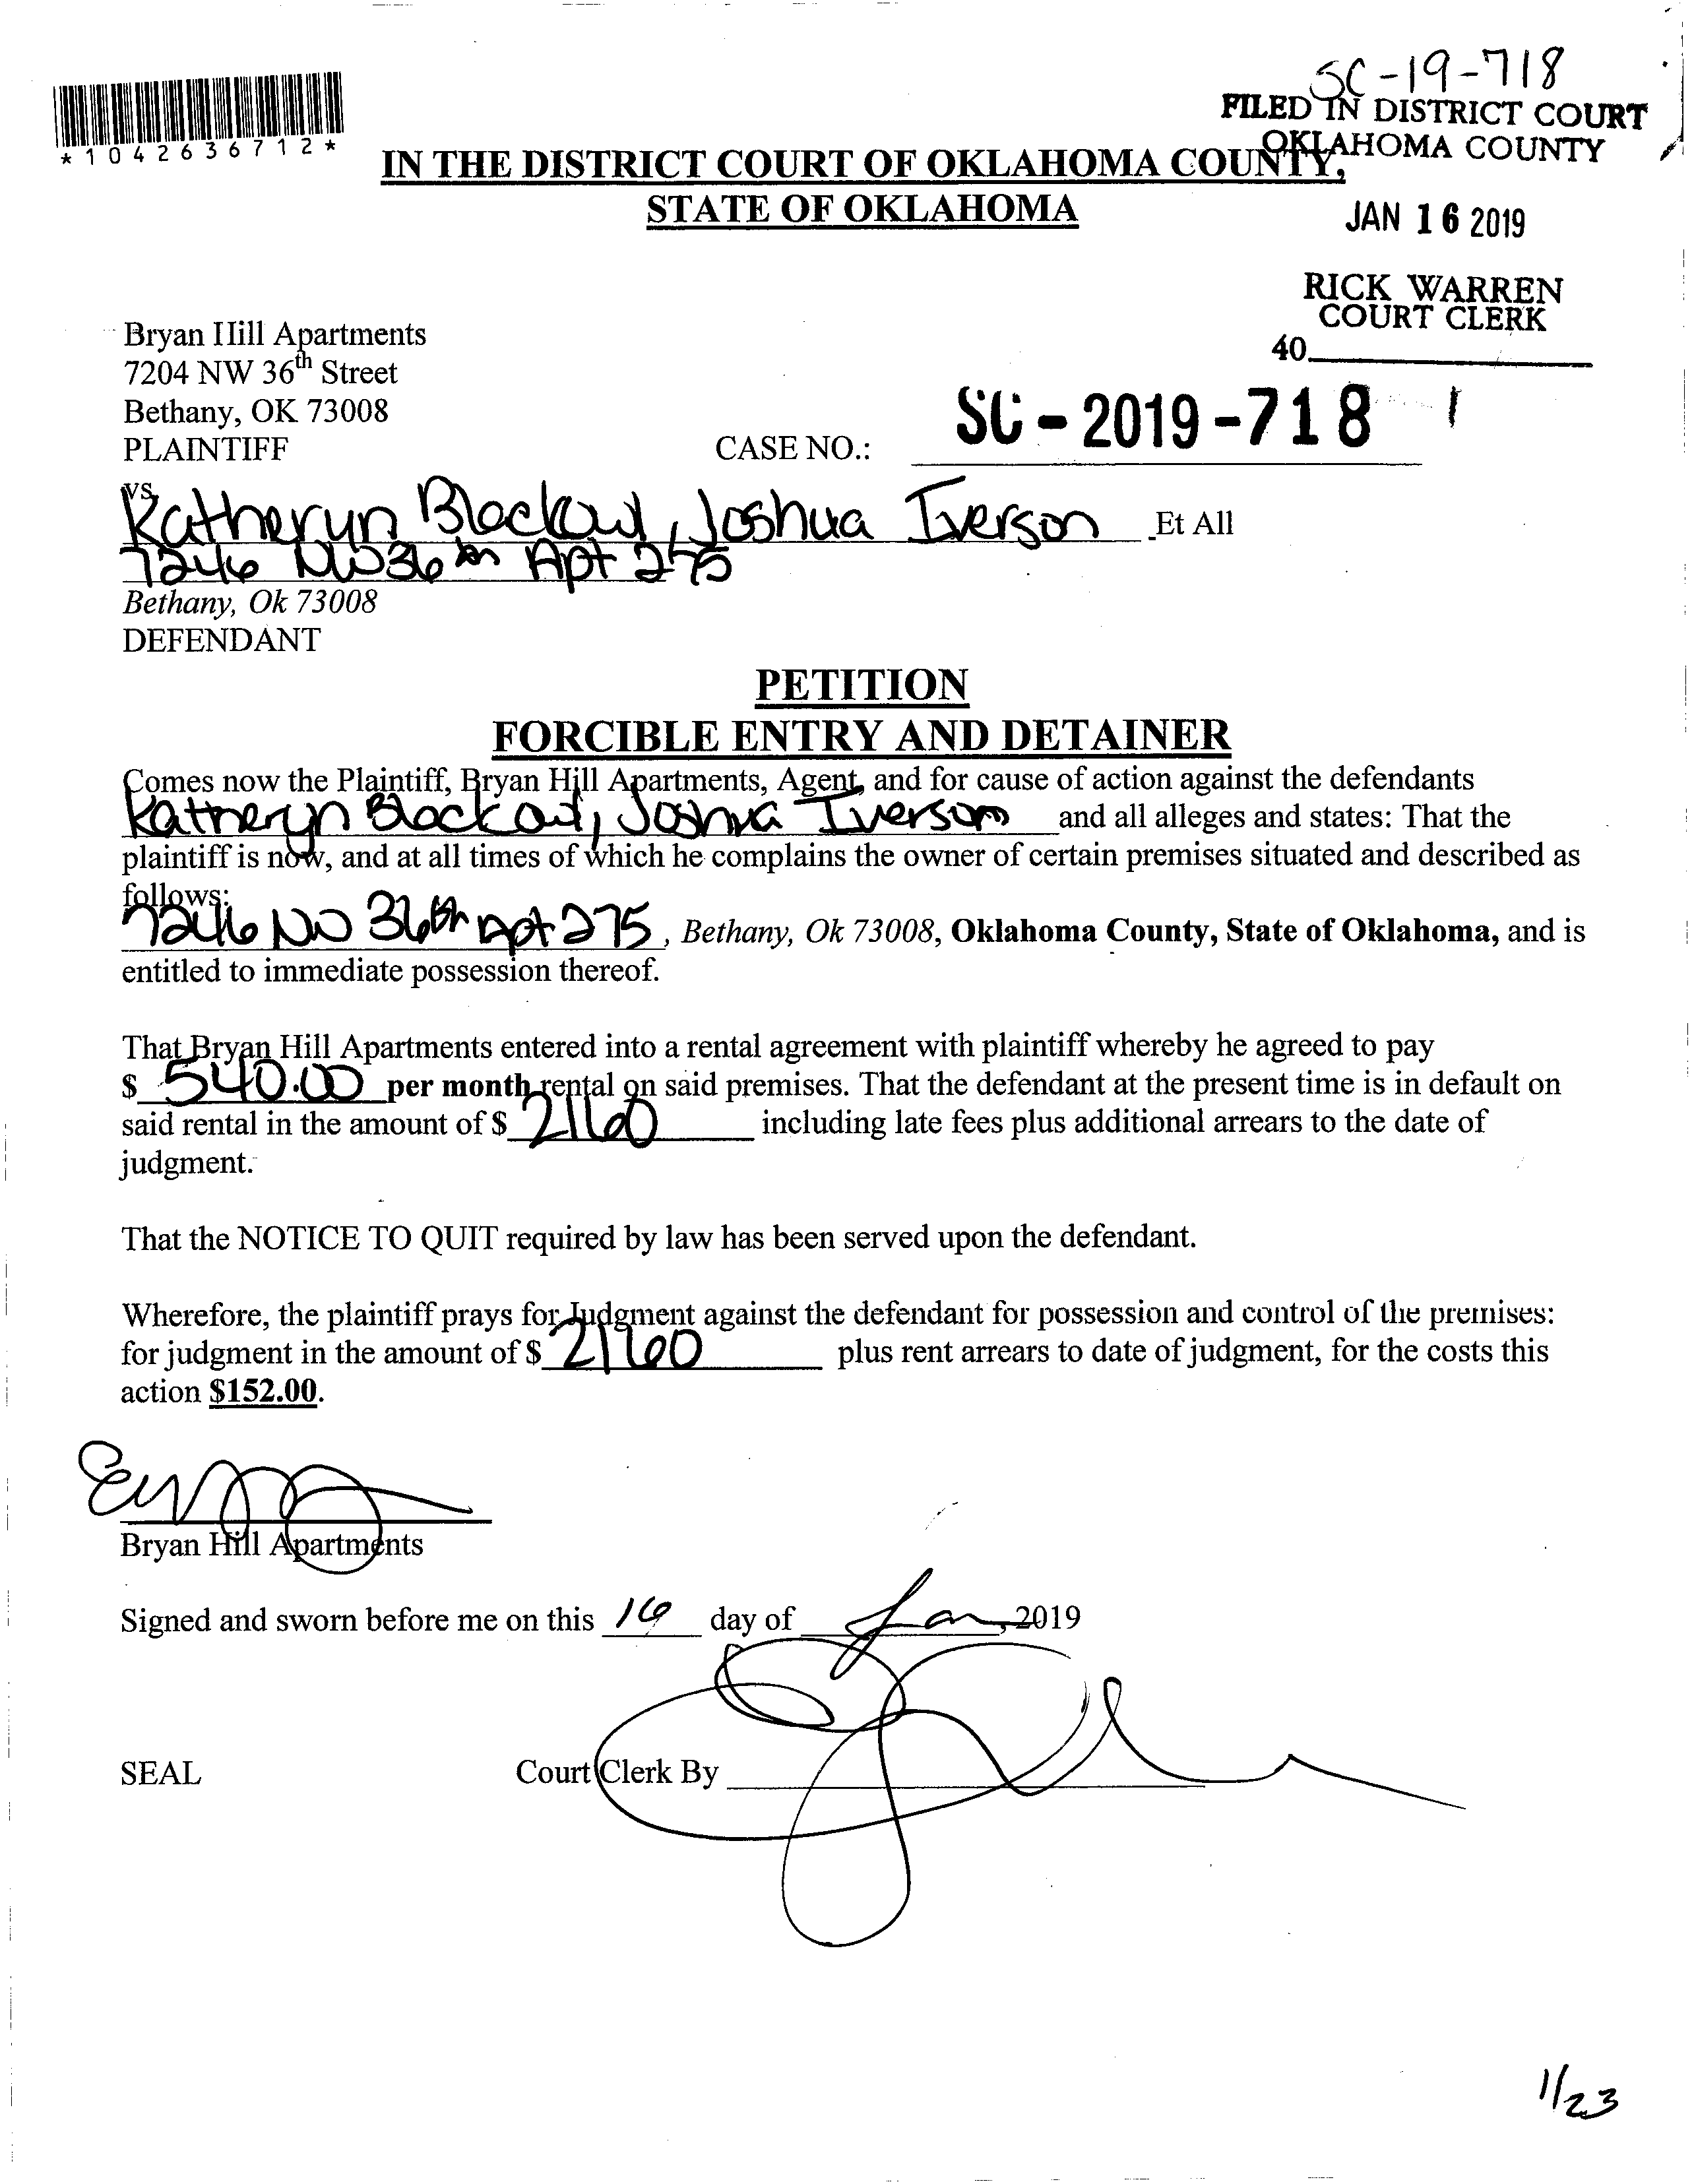 SC-19-718
FILED IN DISTRICT COURT
OKLAHOMA COUNTY
*1042636712*
IN THE DISTRICT COURT OF OKLAHOMA COUNTY,
STATE OF OKLAHOMA
JAN 16 2019
RICK WARREN
COURT CLERK
40
Bryan Hill Apartments
7204 NW 36th Street
Bethany, OK 73008
PLAINTIFF
CASE NO.: SC-2019-718
vs.
Katheryn Joshua Iverson Et All
7246 NW 36th Apt 275
Bethany, Ok 73008
DEFENDANT
PETITION
FORCIBLE ENTRY AND DETAINER
Comes now the Plaintiff, Bryan Hill Apartments, Agent, and for cause of action against the defendants
Katheryn Joshua Iverson and all alleges and states: That the
plaintiff is now, and at all times of which he complains the owner of certain premises situated and described as
follows:
7246 NW 36th Apt 275, Bethany, Ok 73008, Oklahoma County, State of Oklahoma, and is
entitled to immediate possession thereof.
That Bryan Hill Apartments entered into a rental agreement with plaintiff whereby he agreed to pay
$ 540.00 per month rental on said premises. That the defendant at the present time is in default on
said rental in the amount of $ 2160 including late fees plus additional arrears to the date of
judgment.
That the NOTICE TO QUIT required by law has been served upon the defendant.
Wherefore, the plaintiff prays for Judgment against the defendant for possession and control of the premises:
for judgment in the amount of $ 2160 plus rent arrears to date of judgment, for the costs this
action $152.00.
Bryan Hill Apartments
Signed and sworn before me on this 16 day of Jan, 2019
SEAL Court Clerk By
1/23